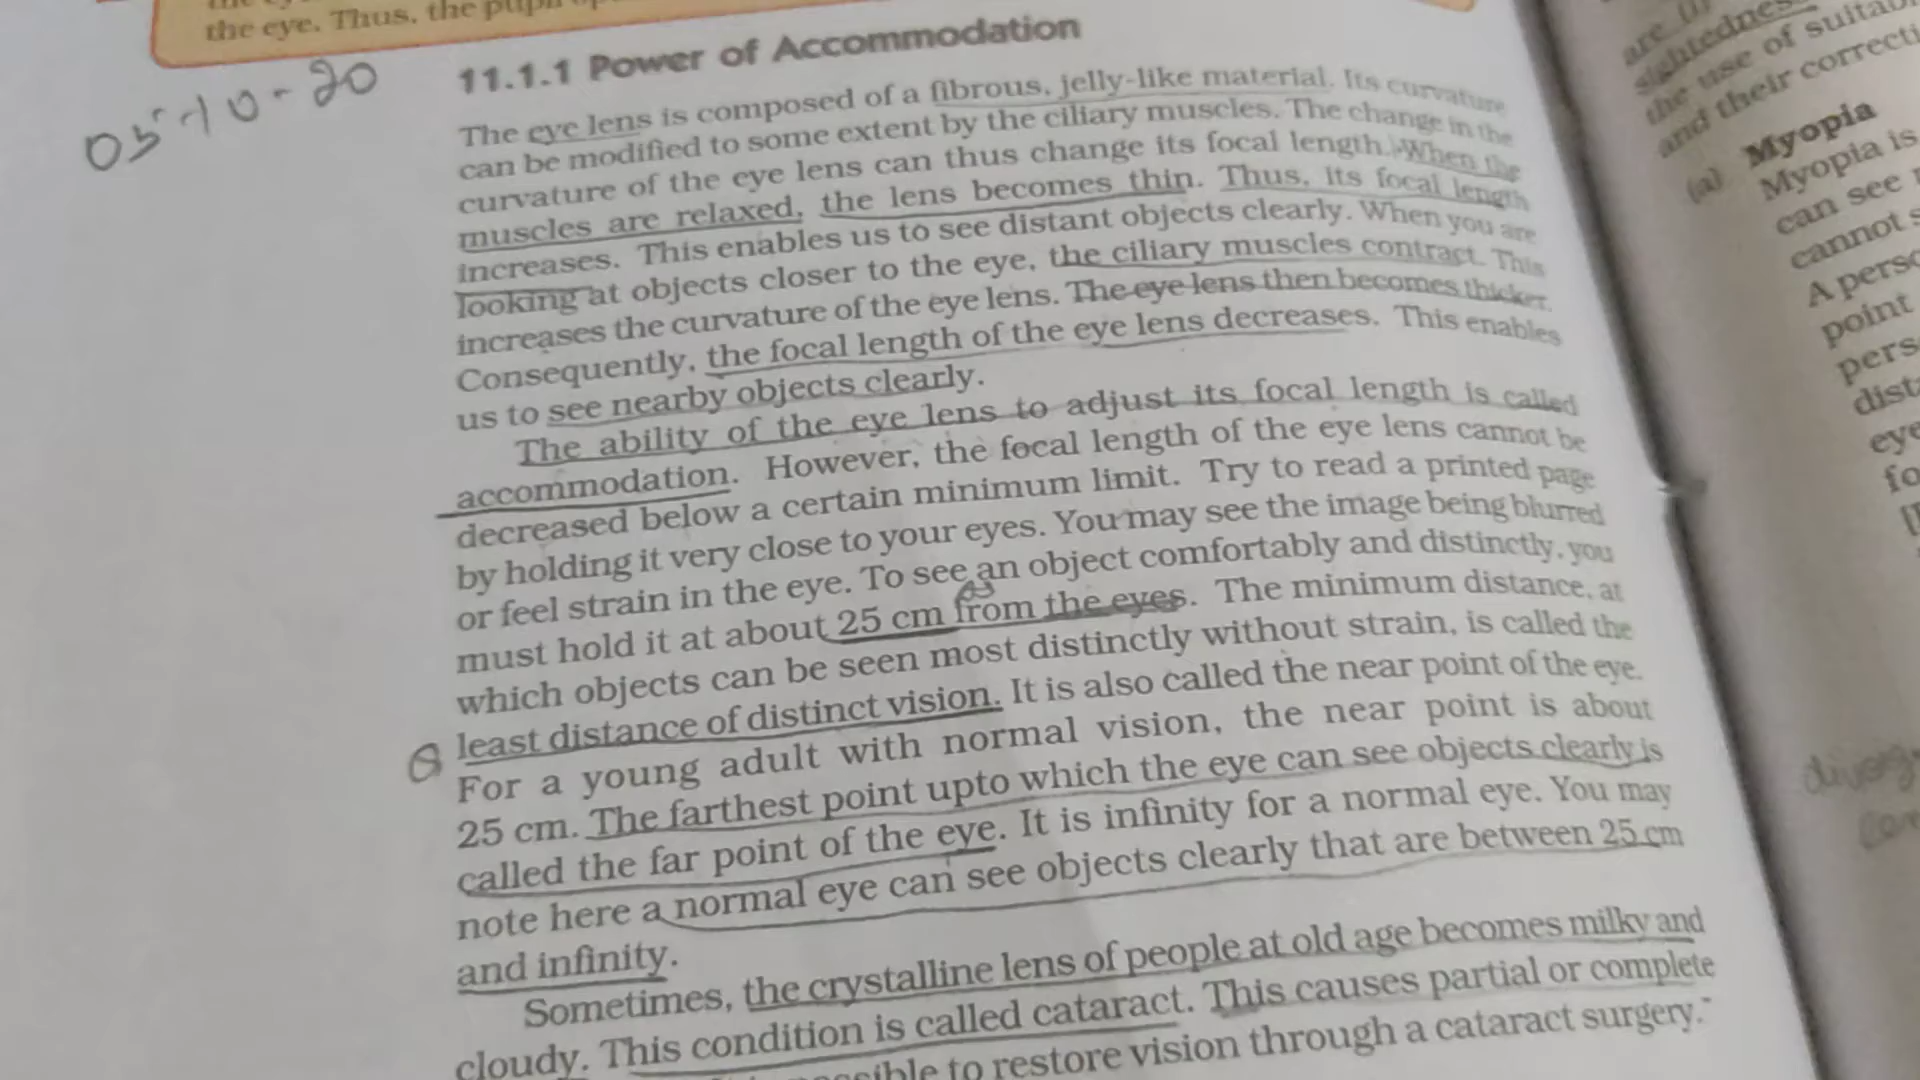 the eye. Thus, the pupil
05-10-20
11.1.1 Power of Accommodation
The eye lens is composed of a fibrous, jelly-like material. Its curvature
can be modified to some extent by the ciliary muscles. The change in the
curvature of the eye lens can thus change its focal length. When the
muscles are relaxed, the lens becomes thin. Thus, its focal length
increases. This enables us to see distant objects clearly. When you are
looking at objects closer to the eye, the ciliary muscles contract. This
increases the curvature of the eye lens. The eye lens then becomes thicker.
Consequently, the focal length of the eye lens decreases. This enables
us to see nearby objects clearly.
The ability of the eye lens to adjust its focal length is called
accommodation. However, the focal length of the eye lens cannot be
decreased below a certain minimum limit. Try to read a printed page
by holding it very close to your eyes. You may see the image being blurred
or feel strain in the eye. To see an object comfortably and distinctly, you
must hold it at about 25 cm from the eyes. The minimum distance, at
which objects can be seen most distinctly without strain, is called the
least distance of distinct vision. It is also called the near point of the eye.
For a young adult with normal vision, the near point is about
25 cm. The farthest point upto which the eye can see objects clearly is
called the far point of the eye. It is infinity for a normal eye. You may
note here a normal eye can see objects clearly that are between 25 cm
and infinity.
Sometimes, the crystalline lens of people at old age becomes milky and
cloudy. This condition is called cataract. This causes partial or complete
to restore vision through a cataract surgery.
are
sightedness
the use of
and their
(a) Myopia
Myopia is
can see
cannot
A
point